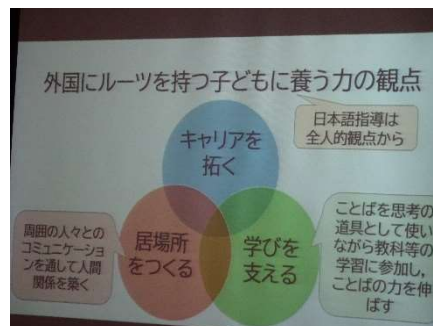 外国にルーツを持つ子どもに養う力の観点
日本語指導は
全人的観点から
キャリアを
拓く
周囲の人々との
コミュニケーショ
ンを通して人間
関係を築く
居場所
をつくる
学びを
支える
ことばを思考の
道具として使い
ながら教科等の
学習に参加し,
ことばの力を伸
ばす